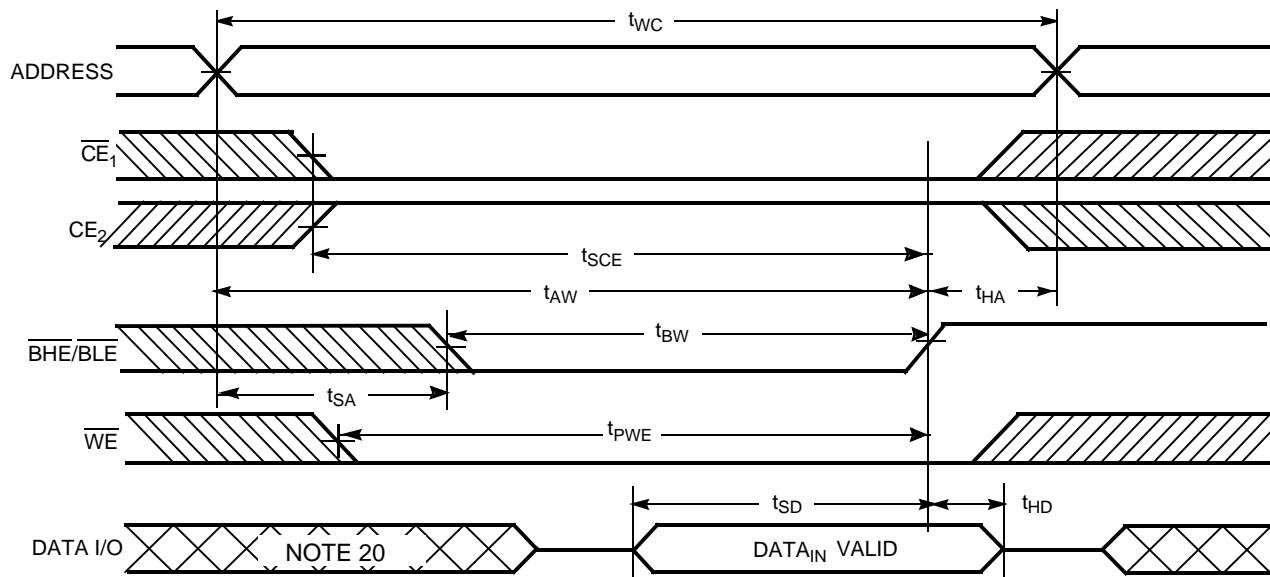 tWC
ADDRESS
CE1
CE2
tSCE
tAW
tHA
BHE/BLE
tBW
tSA
WE
tPWE
tSD
tHD
DATA I/O
NOTE 20
DATAIN VALID